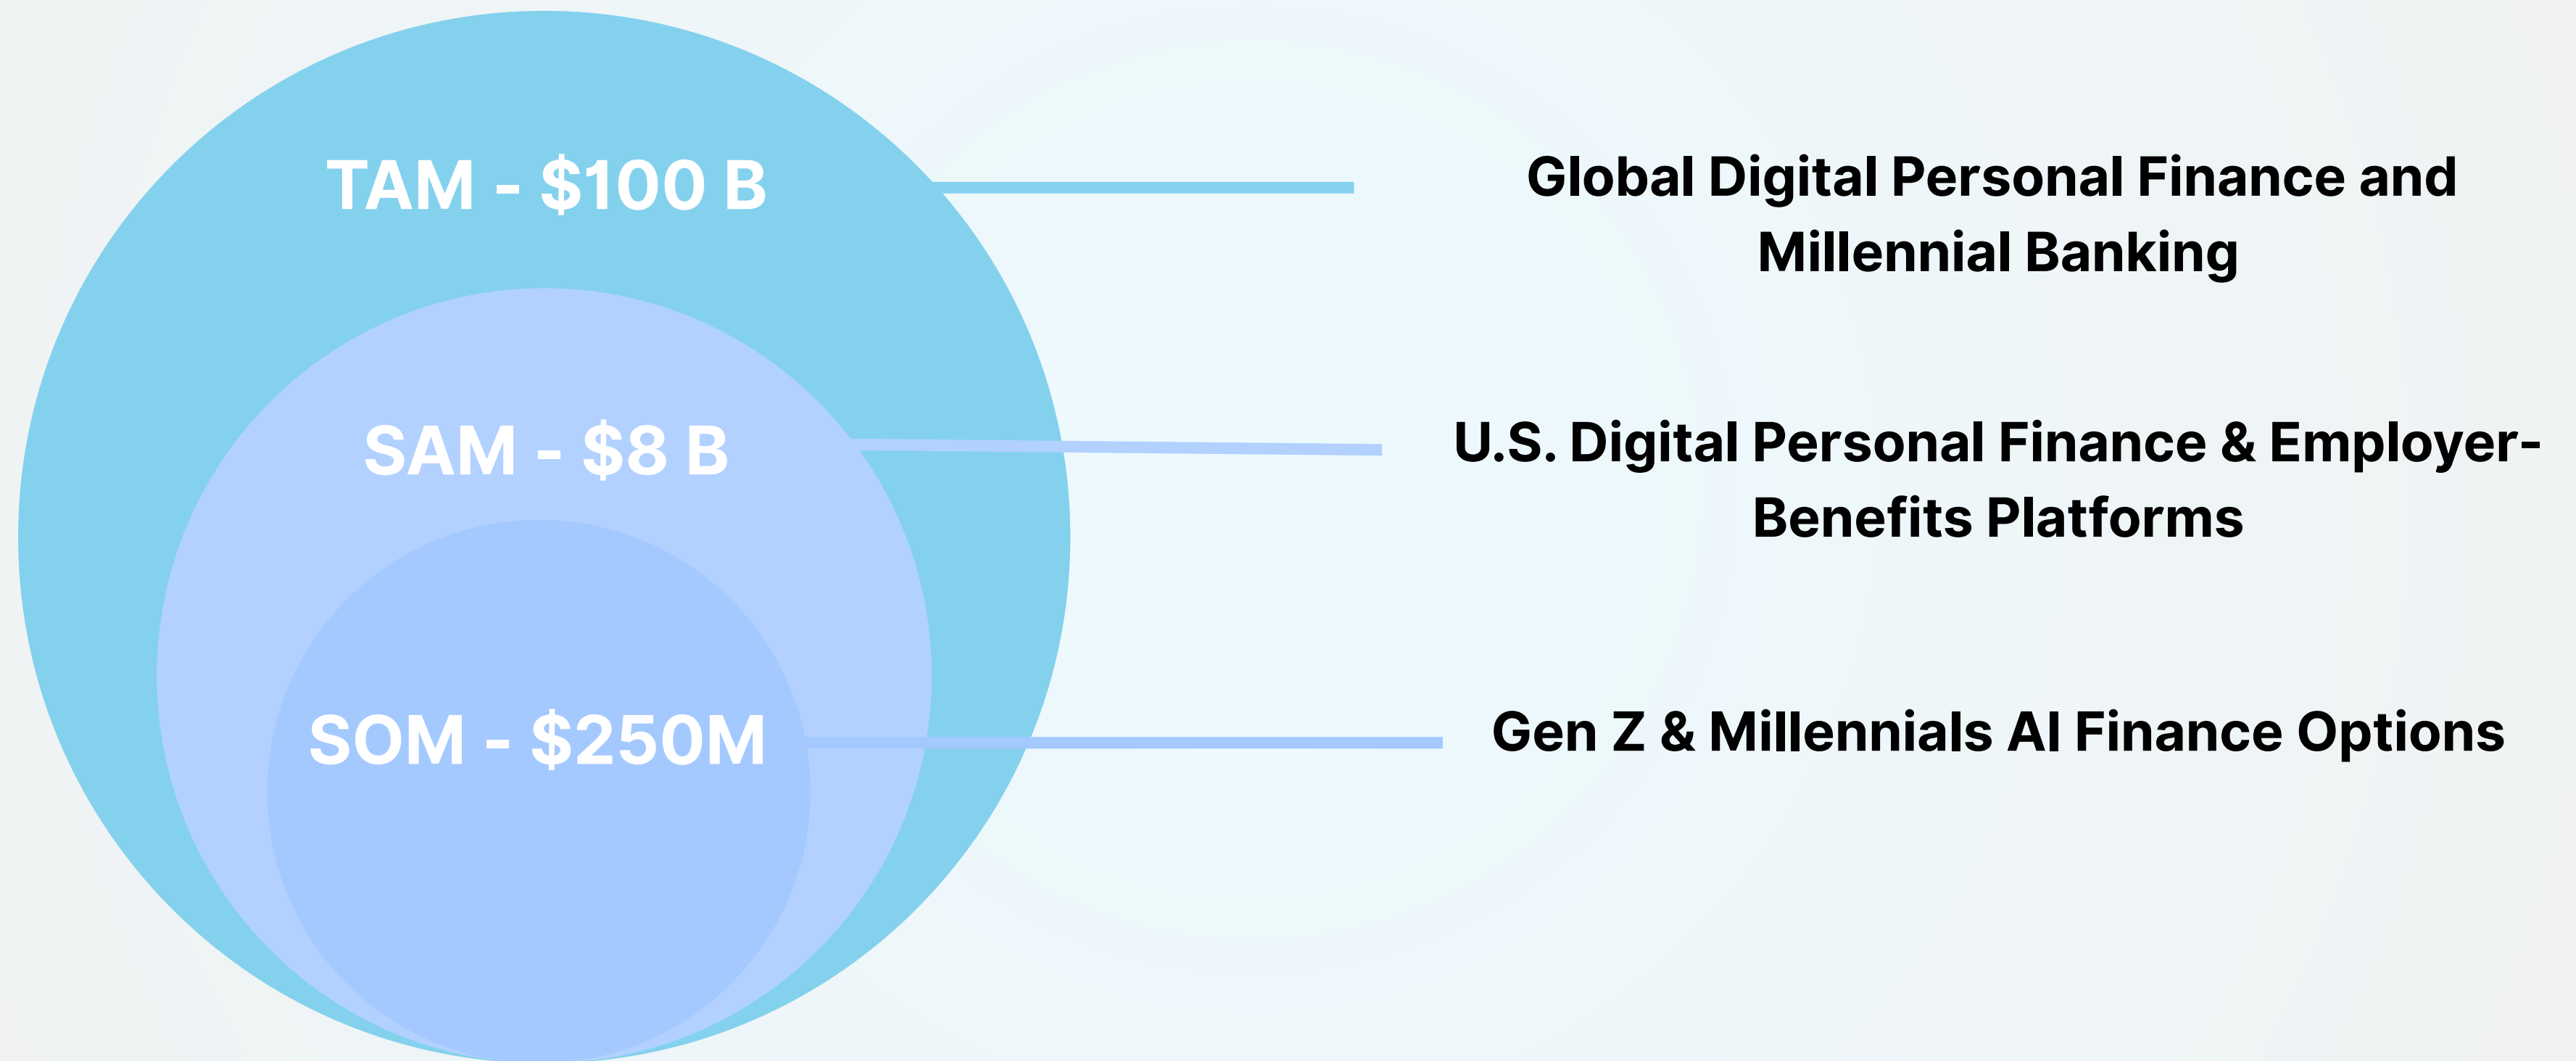 TAM - $100 B
Global Digital Personal Finance and
Millennial Banking
SAM - $8 B
U.S. Digital Personal Finance & Employer-
Benefits Platforms
SOM - $250M
Gen Z & Millennials AI Finance Options